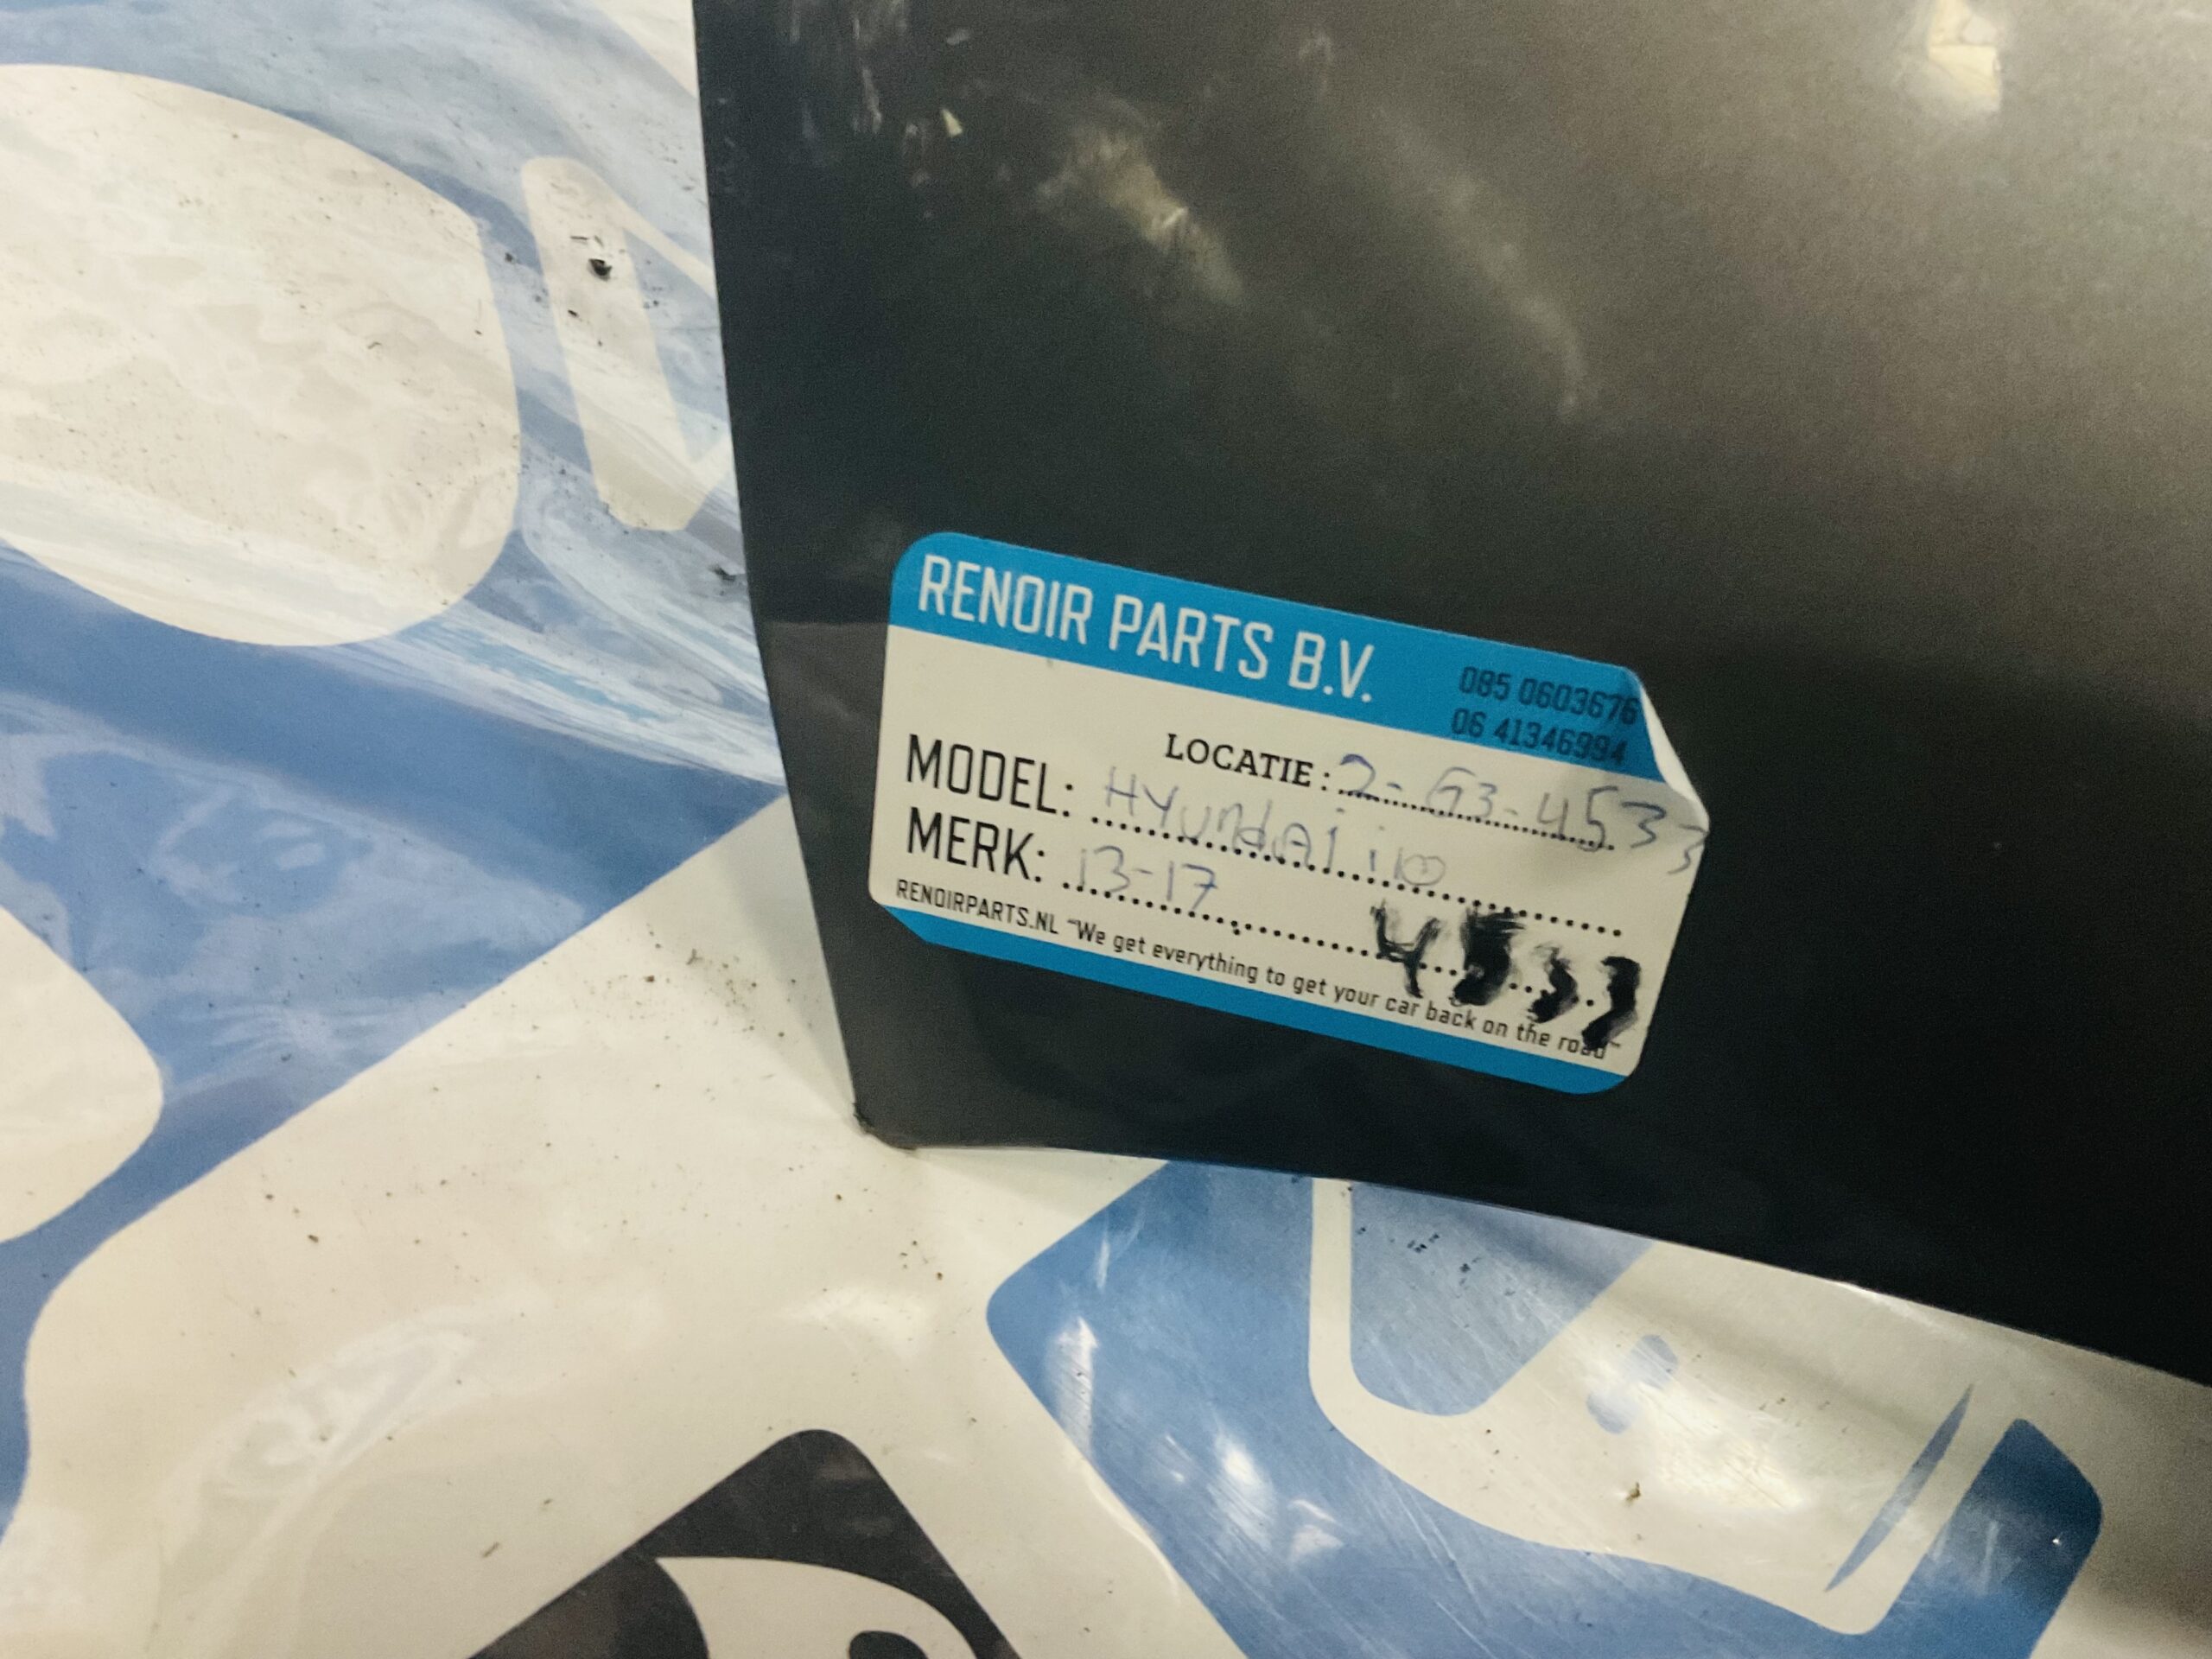 RENOIR PARTS B.V.
085 0603676
06 41346994
LOCATIE: 2-G3-4533
MODEL: HYundAi i10
MERK: 13-17
4533
RENOIRPARTS.NL "We get everything to get your car back on the road"